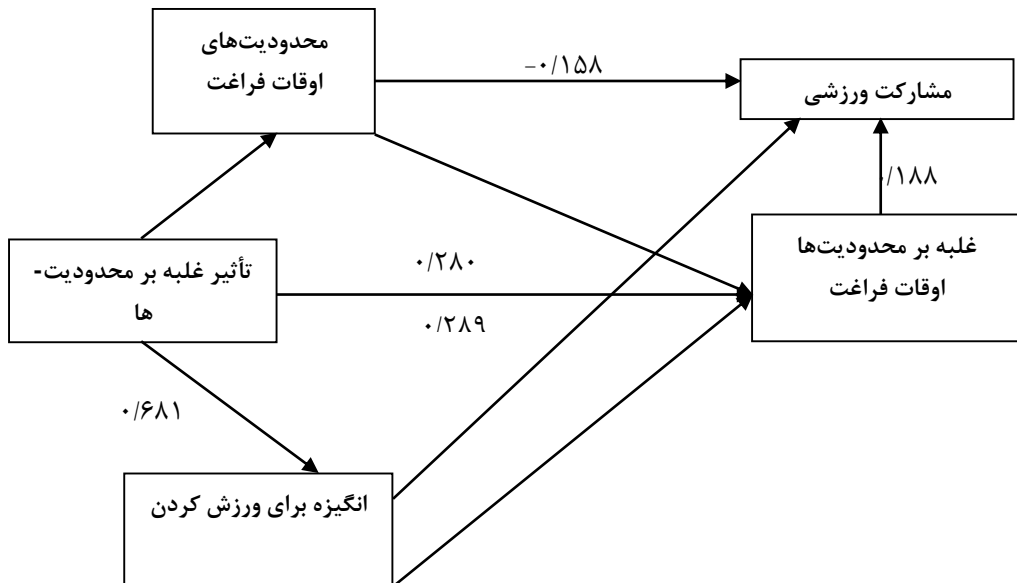 محدودیت‌های
اوقات فراغت
-۰/۱۵۸
مشارکت ورزشی
/۱۸۸
غلبه بر محدودیت‌ها
اوقات فراغت
تأثیر غلبه بر محدودیت-
ها
۰/۲۸۰
۰/۲۸۹
۰/۶۸۱
انگیزه برای ورزش کردن